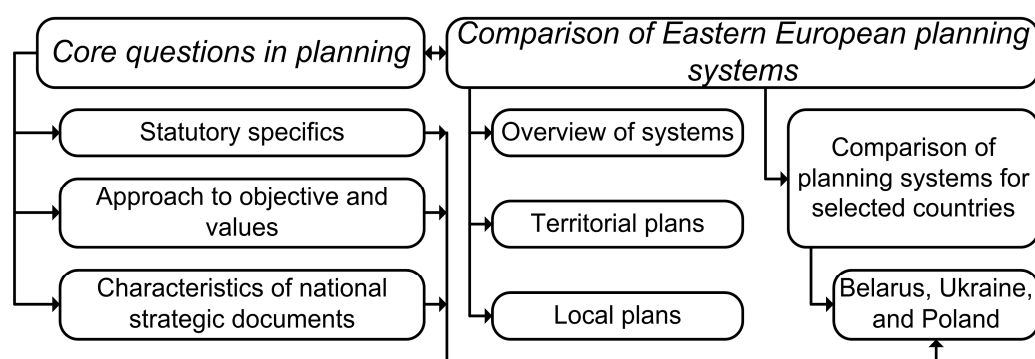 Core questions in planning
Comparison of Eastern European planning
systems
Statutory specifics
Approach to objective and
values
Characteristics of national
strategic documents
Overview of systems
Territorial plans
Local plans
Comparison of
planning systems for
selected countries
Belarus, Ukraine,
and Poland